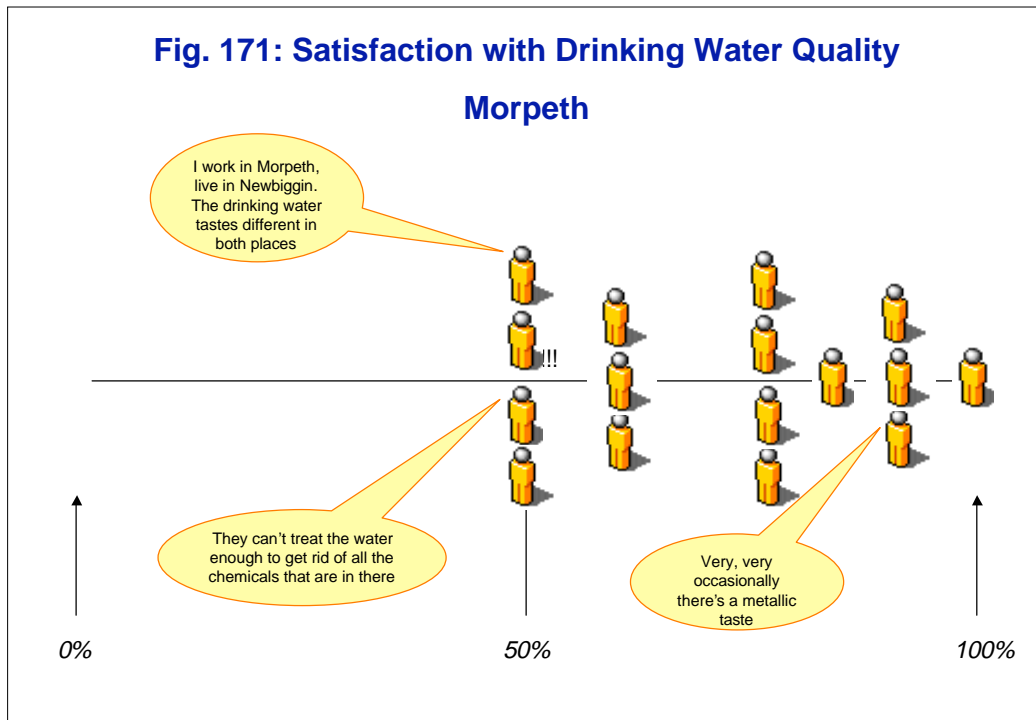 Fig. 171: Satisfaction with Drinking Water Quality
Morpeth
I work in Morpeth,
live in Newbiggin.
The drinking water
tastes different in
both places
!!!
They can’t treat the water
enough to get rid of all the
chemicals that are in there
Very, very
occasionally
there’s a metallic
taste
0%
50%
100%